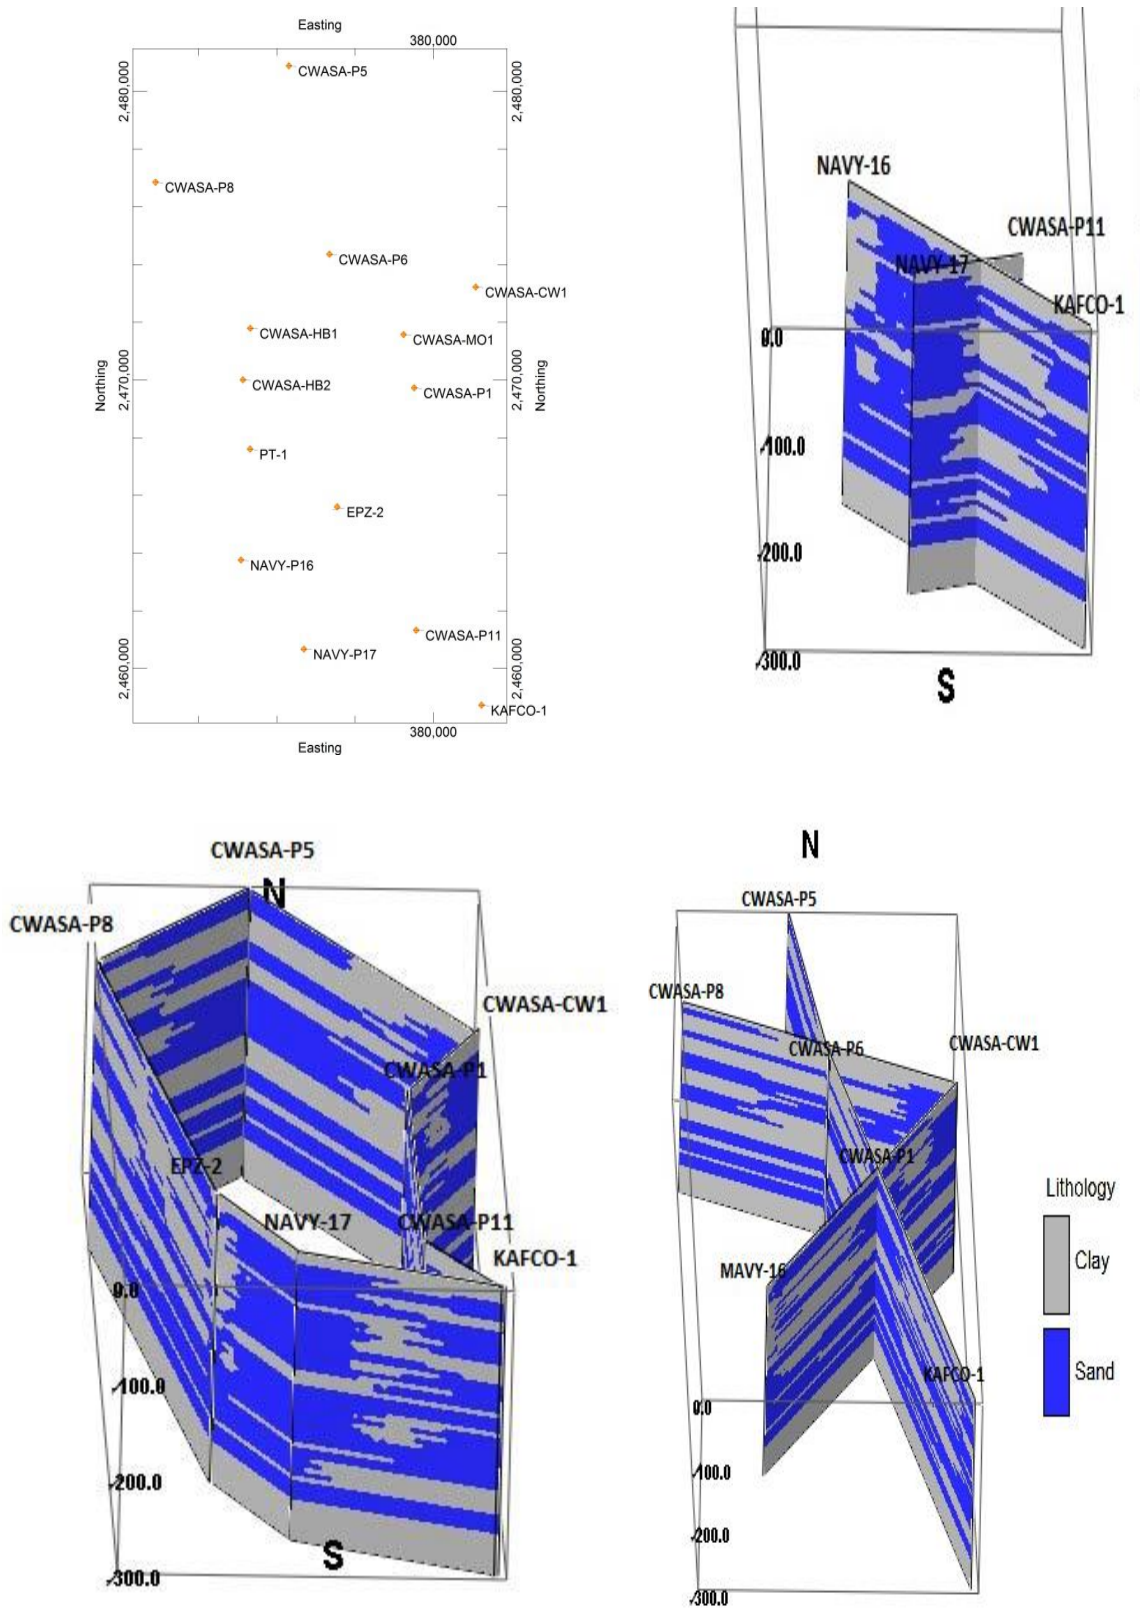 Easting
380,000
CWASA-P5
2,480,000
2,480,000
CWASA-P8
CWASA-P6
CWASA-CW1
CWASA-HB1
CWASA-MO1
Northing
2,470,000
CWASA-HB2
CWASA-P1
2,470,000
Northing
PT-1
EPZ-2
NAVY-P16
CWASA-P11
2,460,000
NAVY-P17
2,460,000
KAFCO-1
380,000
Easting
NAVY-16
CWASA-P11
NAVY-17
KAFCO-1
0.0
-100.0
-200.0
-300.0
S
CWASA-P5
N
CWASA-P8
CWASA-CW1
CWASA-P1
EPZ-2
NAVY-17
CWASA-P11
KAFCO-1
0.0
-100.0
-200.0
S
-300.0
N
CWASA-P5
CWASA-P8
CWASA-P6
CWASA-CW1
CWASA-P1
MAVY-16
KAFCO-1
0.0
-100.0
-200.0
-300.0
Lithology
Clay
Sand